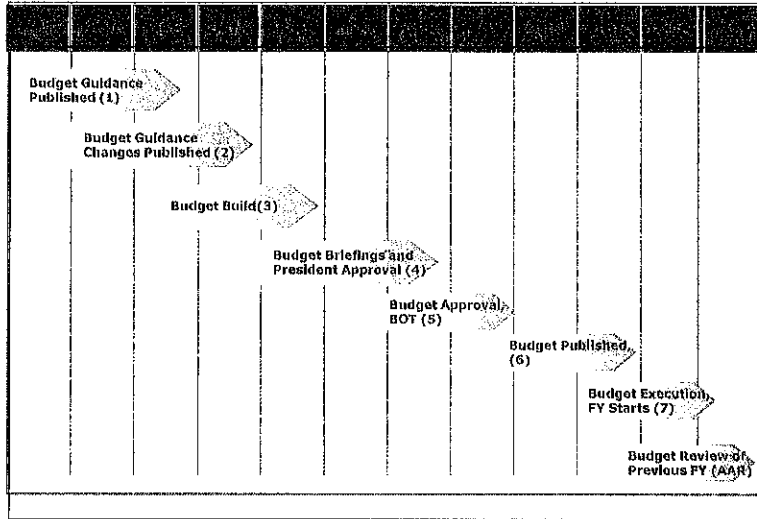 Budget Guidance
Published (1)
Budget Guidance
Changes Published (2)
Budget Build(3)
Budget Briefings and
President Approval (4)
Budget Approval,
BOT (5)
Budget Published,
(6)
Budget Execution,
FY Starts (7)
Budget Review of
Previous FY (AAR)